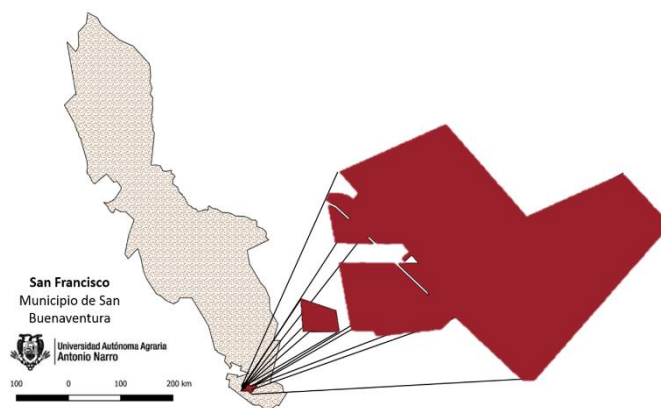 San Francisco
Municipio de San
Buenaventura
Universidad Autónoma Agraria
Antonio Narro
100 0 100 200 km